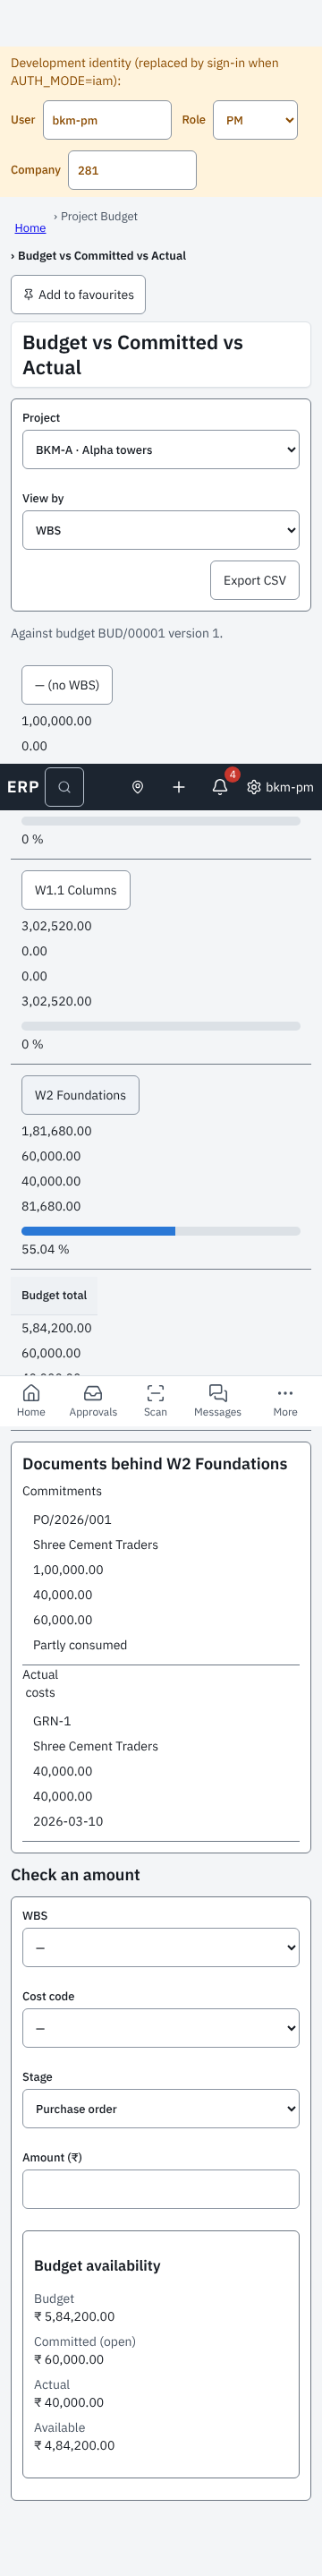 Development identity (replaced by sign-in when
AUTH_MODE=iam):
User bkm-pm Role PM
Company 281
Home › Project Budget
› Budget vs Committed vs Actual
Add to favourites
Budget vs Committed vs
Actual
Project
BKM-A · Alpha towers
View by
WBS
Export CSV
Against budget BUD/00001 version 1.
— (no WBS)
1,00,000.00
0.00
ERP 4 bkm-pm
0 %
W1.1 Columns
3,02,520.00
0.00
0.00
3,02,520.00
0 %
W2 Foundations
1,81,680.00
60,000.00
40,000.00
81,680.00
55.04 %
Budget total
5,84,200.00
60,000.00
Home Approvals Scan Messages More
Documents behind W2 Foundations
Commitments
PO/2026/001
Shree Cement Traders
1,00,000.00
40,000.00
60,000.00
Partly consumed
Actual
costs
GRN-1
Shree Cement Traders
40,000.00
40,000.00
2026-03-10
Check an amount
WBS
—
Cost code
—
Stage
Purchase order
Amount (₹)
Budget availability
Budget
₹ 5,84,200.00
Committed (open)
₹ 60,000.00
Actual
₹ 40,000.00
Available
₹ 4,84,200.00